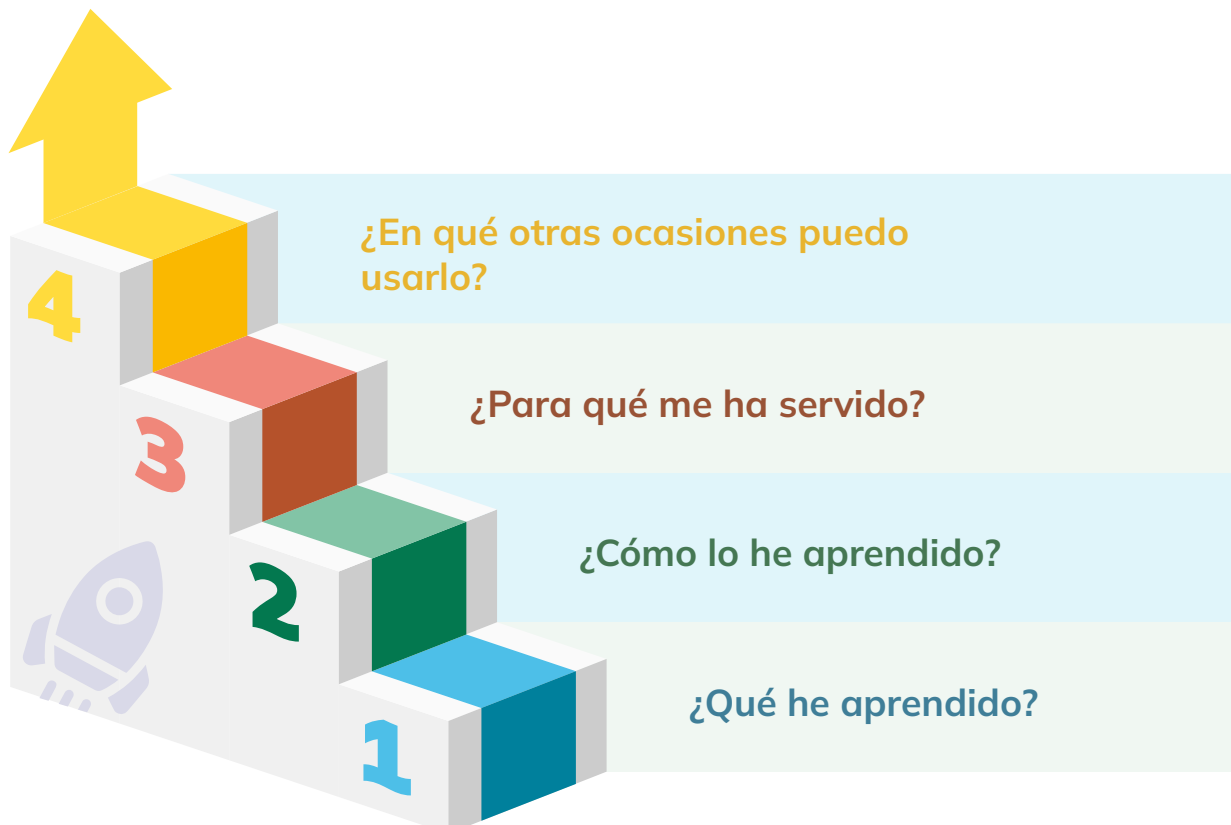 ¿En qué otras ocasiones puedo
usarlo?
4
¿Para qué me ha servido?
3
¿Cómo lo he aprendido?
2
¿Qué he aprendido?
1